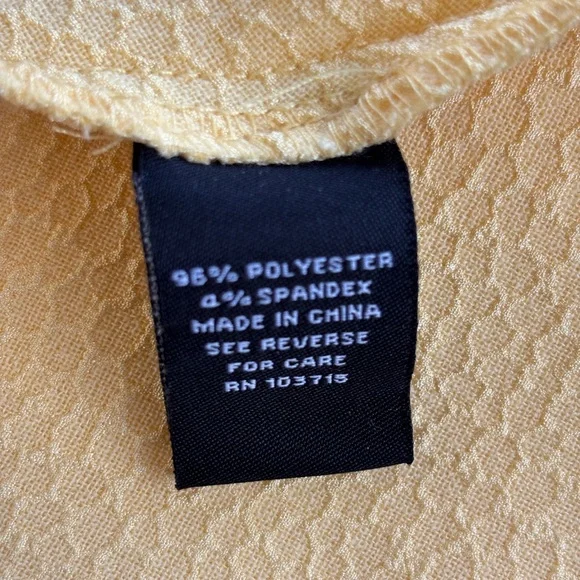 96% POLYESTER
4% SPANDEX
MADE IN CHINA
SEE REVERSE
FOR CARE
RN 103715